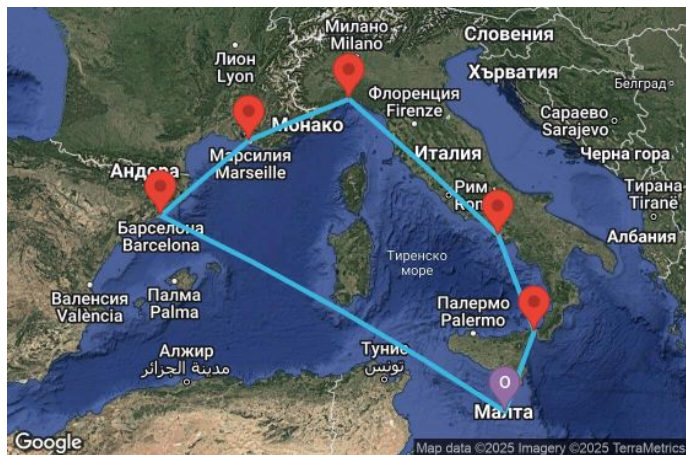 Милано
Milano
Словения
Лион
Lyon
Хърватия
Белград
Флоренция
Firenze
Монако
Сараево
Sarajevo
Марсилия
Marseille
Италия
Черна гора
Андора
Рим
Тирана
Tiranë
Барселона
Barcelona
Албания
Тиренско
море
Валенсия
València
Палма
Palma
Палермо
Palermo
Алжир
مدينة الجزائر
Тунис
تونس
O
Малта
Google
Map data ©2025 Imagery ©2025 TerraMetrics